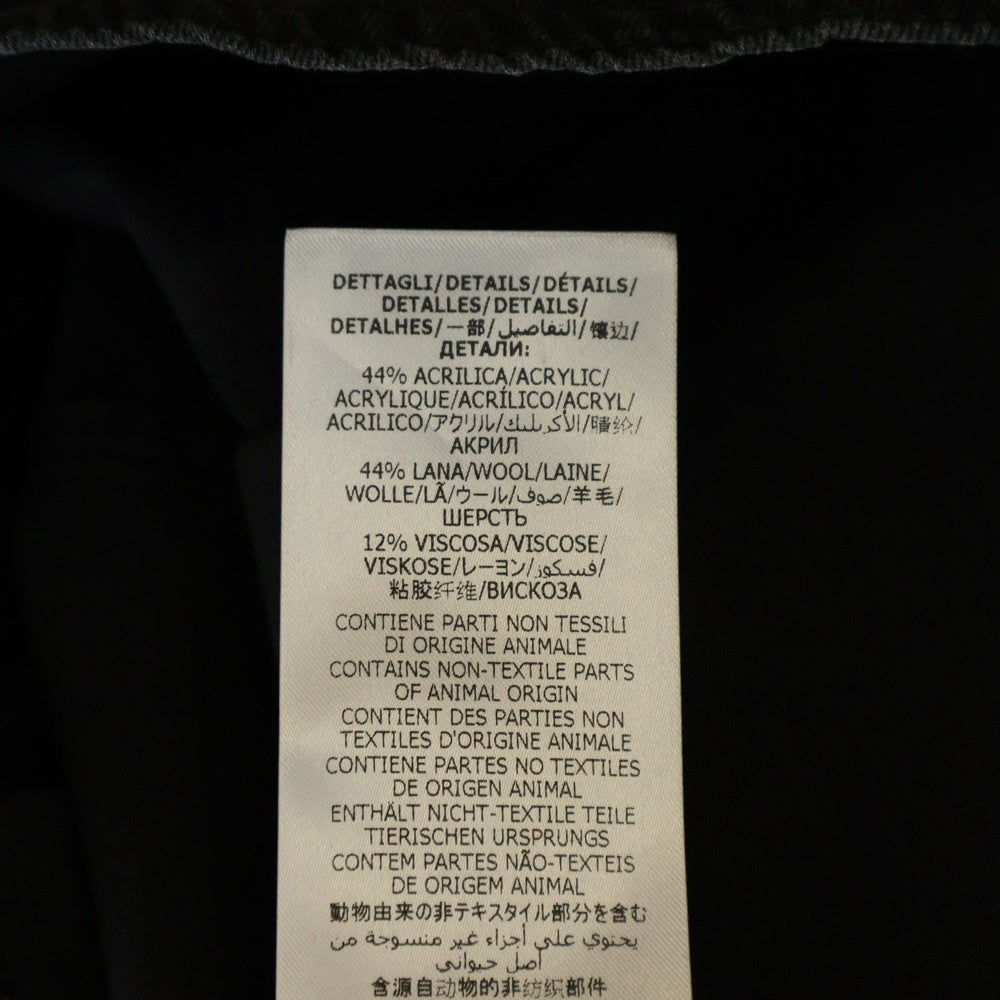 DETTAGLI/DETAILS/DÉTAILS/
DETALLES/DETAILS/
DETALHES/一部/التفاصيل/镶边/
ДЕТАЛИ:
44% ACRILICA/ACRYLIC/
ACRYLIQUE/ACRÍLICO/ACRYL/
ACRILICO/アクリル/الأكريليك/腈纶/
АКРИЛ
44% LANA/WOOL/LAINE/
WOLLE/LÃ/ウール/صوف/羊毛/
ШЕРСТЬ
12% VISCOSA/VISCOSE/
VISKOSE/レーヨン/فسكوز/
粘胶纤维/ВИСКОЗА
CONTIENE PARTI NON TESSILI
DI ORIGINE ANIMALE
CONTAINS NON-TEXTILE PARTS
OF ANIMAL ORIGIN
CONTIENT DES PARTIES NON
TEXTILES D'ORIGINE ANIMALE
CONTIENE PARTES NO TEXTILES
DE ORIGEN ANIMAL
ENTHÄLT NICHT-TEXTILE TEILE
TIERISCHEN URSPRUNGS
CONTEM PARTES NÃO-TEXTEIS
DE ORIGEM ANIMAL
動物由来の非テキスタイル部分を含む
يحتوي على أجزاء غير منسوجة من
أصل حيواني
含源自动物的非纺织部件